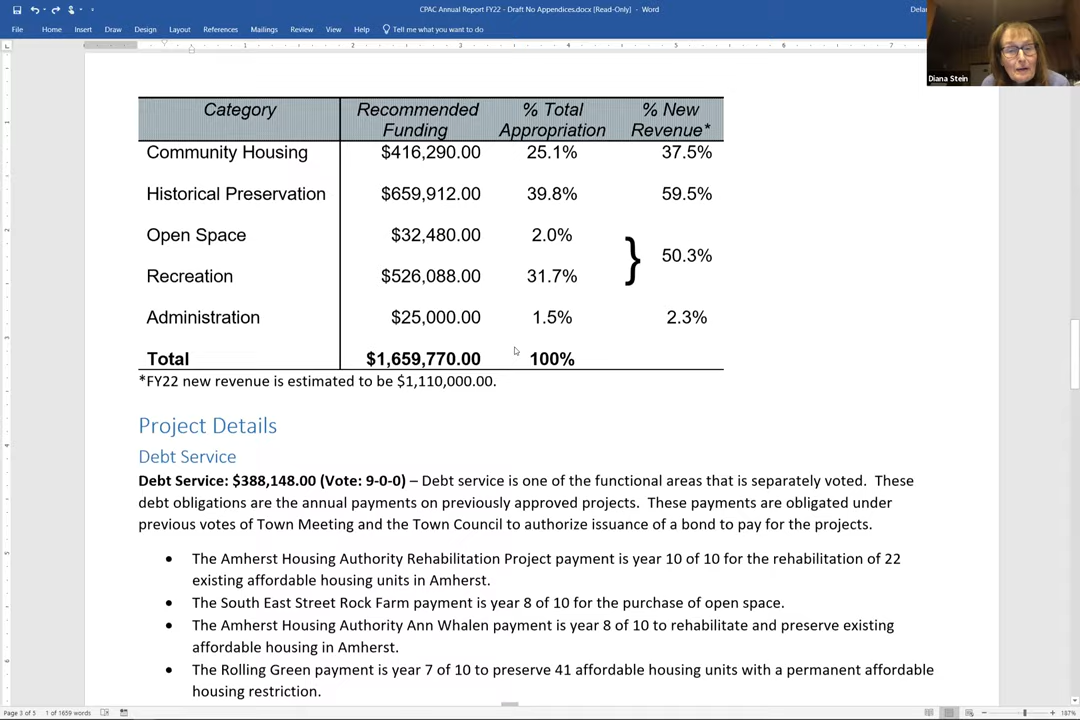 CPAC Annual Report FY22 - Draft No Appendices.docx [Read-Only] - Word
File Home Insert Draw Design Layout References Mailings Review View Help Tell me what you want to do
Diana Stein
Category Recommended Funding % Total Appropriation % New Revenue*
Community Housing $416,290.00 25.1% 37.5%
Historical Preservation $659,912.00 39.8% 59.5%
Open Space $32,480.00 2.0%
} 50.3%
Recreation $526,088.00 31.7%
Administration $25,000.00 1.5% 2.3%
Total $1,659,770.00 100%
*FY22 new revenue is estimated to be $1,110,000.00.
Project Details
Debt Service
Debt Service: $388,148.00 (Vote: 9-0-0) – Debt service is one of the functional areas that is separately voted. These
debt obligations are the annual payments on previously approved projects. These payments are obligated under
previous votes of Town Meeting and the Town Council to authorize issuance of a bond to pay for the projects.
• The Amherst Housing Authority Rehabilitation Project payment is year 10 of 10 for the rehabilitation of 22
existing affordable housing units in Amherst.
• The South East Street Rock Farm payment is year 8 of 10 for the purchase of open space.
• The Amherst Housing Authority Ann Whalen payment is year 8 of 10 to rehabilitate and preserve existing
affordable housing in Amherst.
• The Rolling Green payment is year 7 of 10 to preserve 41 affordable housing units with a permanent affordable
housing restriction.
Page 3 of 5 1 of 1659 words 187%